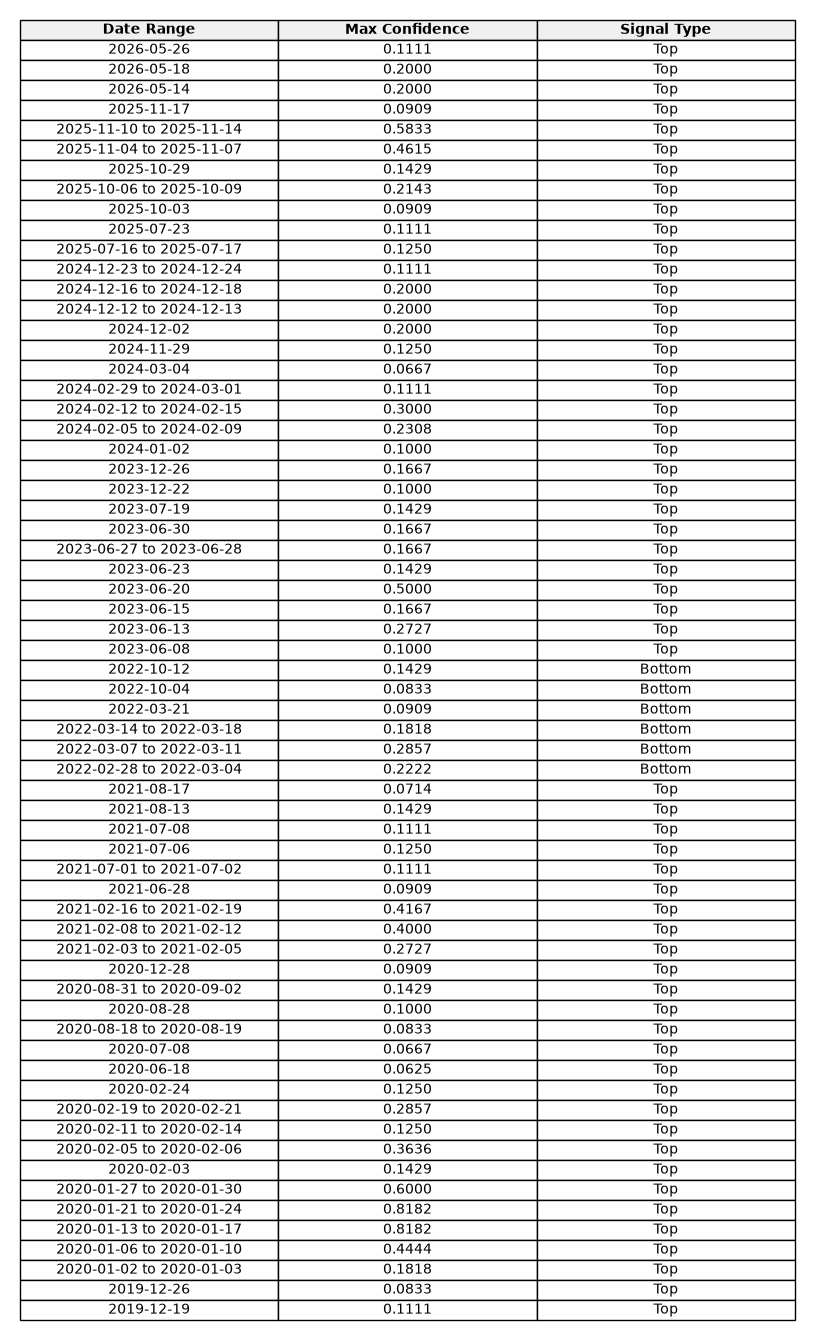 Date Range Max Confidence Signal Type
2026-05-26 0.1111 Top
2026-05-18 0.2000 Top
2026-05-14 0.2000 Top
2025-11-17 0.0909 Top
2025-11-10 to 2025-11-14 0.5833 Top
2025-11-04 to 2025-11-07 0.4615 Top
2025-10-29 0.1429 Top
2025-10-06 to 2025-10-09 0.2143 Top
2025-10-03 0.0909 Top
2025-07-23 0.1111 Top
2025-07-16 to 2025-07-17 0.1250 Top
2024-12-23 to 2024-12-24 0.1111 Top
2024-12-16 to 2024-12-18 0.2000 Top
2024-12-12 to 2024-12-13 0.2000 Top
2024-12-02 0.2000 Top
2024-11-29 0.1250 Top
2024-03-04 0.0667 Top
2024-02-29 to 2024-03-01 0.1111 Top
2024-02-12 to 2024-02-15 0.3000 Top
2024-02-05 to 2024-02-09 0.2308 Top
2024-01-02 0.1000 Top
2023-12-26 0.1667 Top
2023-12-22 0.1000 Top
2023-07-19 0.1429 Top
2023-06-30 0.1667 Top
2023-06-27 to 2023-06-28 0.1667 Top
2023-06-23 0.1429 Top
2023-06-20 0.5000 Top
2023-06-15 0.1667 Top
2023-06-13 0.2727 Top
2023-06-08 0.1000 Top
2022-10-12 0.1429 Bottom
2022-10-04 0.0833 Bottom
2022-03-21 0.0909 Bottom
2022-03-14 to 2022-03-18 0.1818 Bottom
2022-03-07 to 2022-03-11 0.2857 Bottom
2022-02-28 to 2022-03-04 0.2222 Bottom
2021-08-17 0.0714 Top
2021-08-13 0.1429 Top
2021-07-08 0.1111 Top
2021-07-06 0.1250 Top
2021-07-01 to 2021-07-02 0.1111 Top
2021-06-28 0.0909 Top
2021-02-16 to 2021-02-19 0.4167 Top
2021-02-08 to 2021-02-12 0.4000 Top
2021-02-03 to 2021-02-05 0.2727 Top
2020-12-28 0.0909 Top
2020-08-31 to 2020-09-02 0.1429 Top
2020-08-28 0.1000 Top
2020-08-18 to 2020-08-19 0.0833 Top
2020-07-08 0.0667 Top
2020-06-18 0.0625 Top
2020-02-24 0.1250 Top
2020-02-19 to 2020-02-21 0.2857 Top
2020-02-11 to 2020-02-14 0.1250 Top
2020-02-05 to 2020-02-06 0.3636 Top
2020-02-03 0.1429 Top
2020-01-27 to 2020-01-30 0.6000 Top
2020-01-21 to 2020-01-24 0.8182 Top
2020-01-13 to 2020-01-17 0.8182 Top
2020-01-06 to 2020-01-10 0.4444 Top
2020-01-02 to 2020-01-03 0.1818 Top
2019-12-26 0.0833 Top
2019-12-19 0.1111 Top